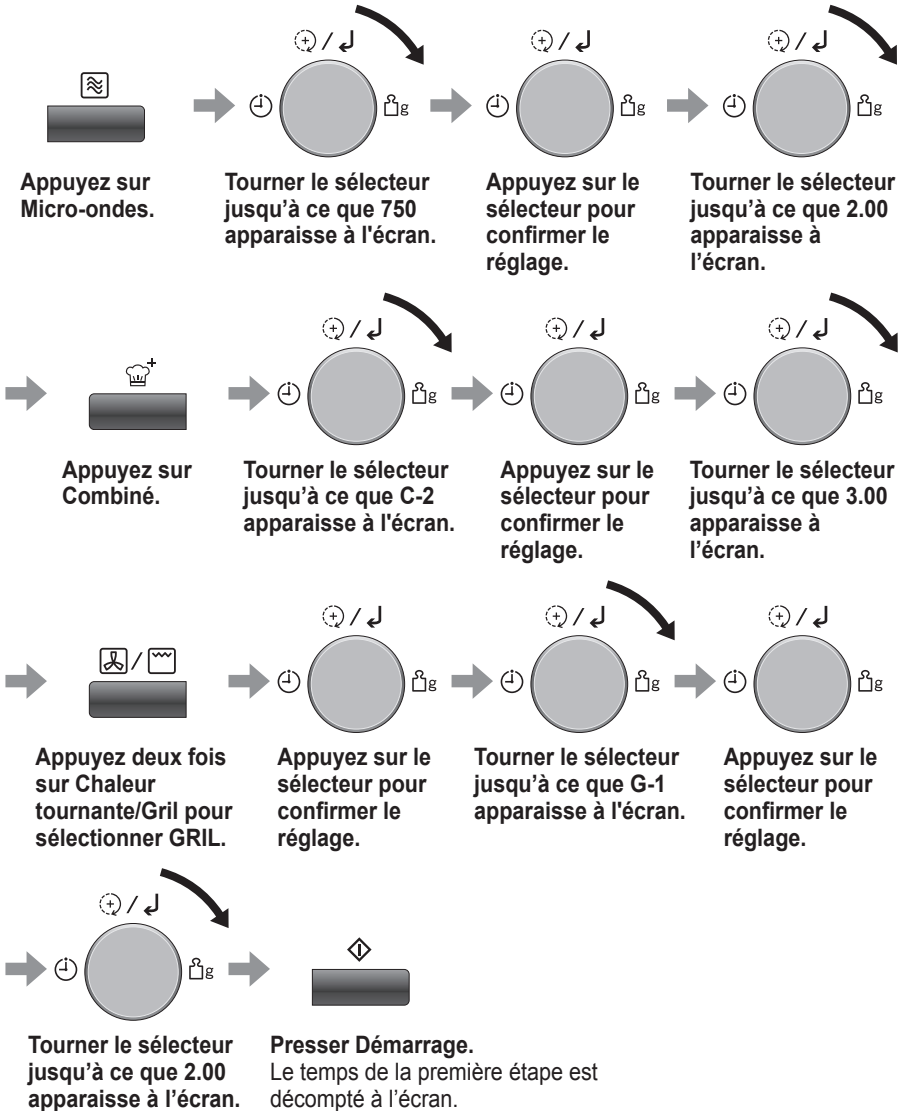 Appuyez sur
Micro-ondes.
Tourner le sélecteur
jusqu'à ce que 750
apparaisse à l'écran.
Appuyez sur le
sélecteur pour
confirmer le
réglage.
Tourner le sélecteur
jusqu'à ce que 2.00
apparaisse à
l’écran.
Appuyez sur
Combiné.
Tourner le sélecteur
jusqu'à ce que C-2
apparaisse à l'écran.
Appuyez sur le
sélecteur pour
confirmer le
réglage.
Tourner le sélecteur
jusqu'à ce que 3.00
apparaisse à
l’écran.
Appuyez deux fois
sur Chaleur
tournante/Gril pour
sélectionner GRIL.
Appuyez sur le
sélecteur pour
confirmer le
réglage.
Tourner le sélecteur
jusqu'à ce que G-1
apparaisse à l'écran.
Appuyez sur le
sélecteur pour
confirmer le
réglage.
Tourner le sélecteur
jusqu’à ce que 2.00
apparaisse à l’écran.
Presser Démarrage.
Le temps de la première étape est
décompté à l’écran.